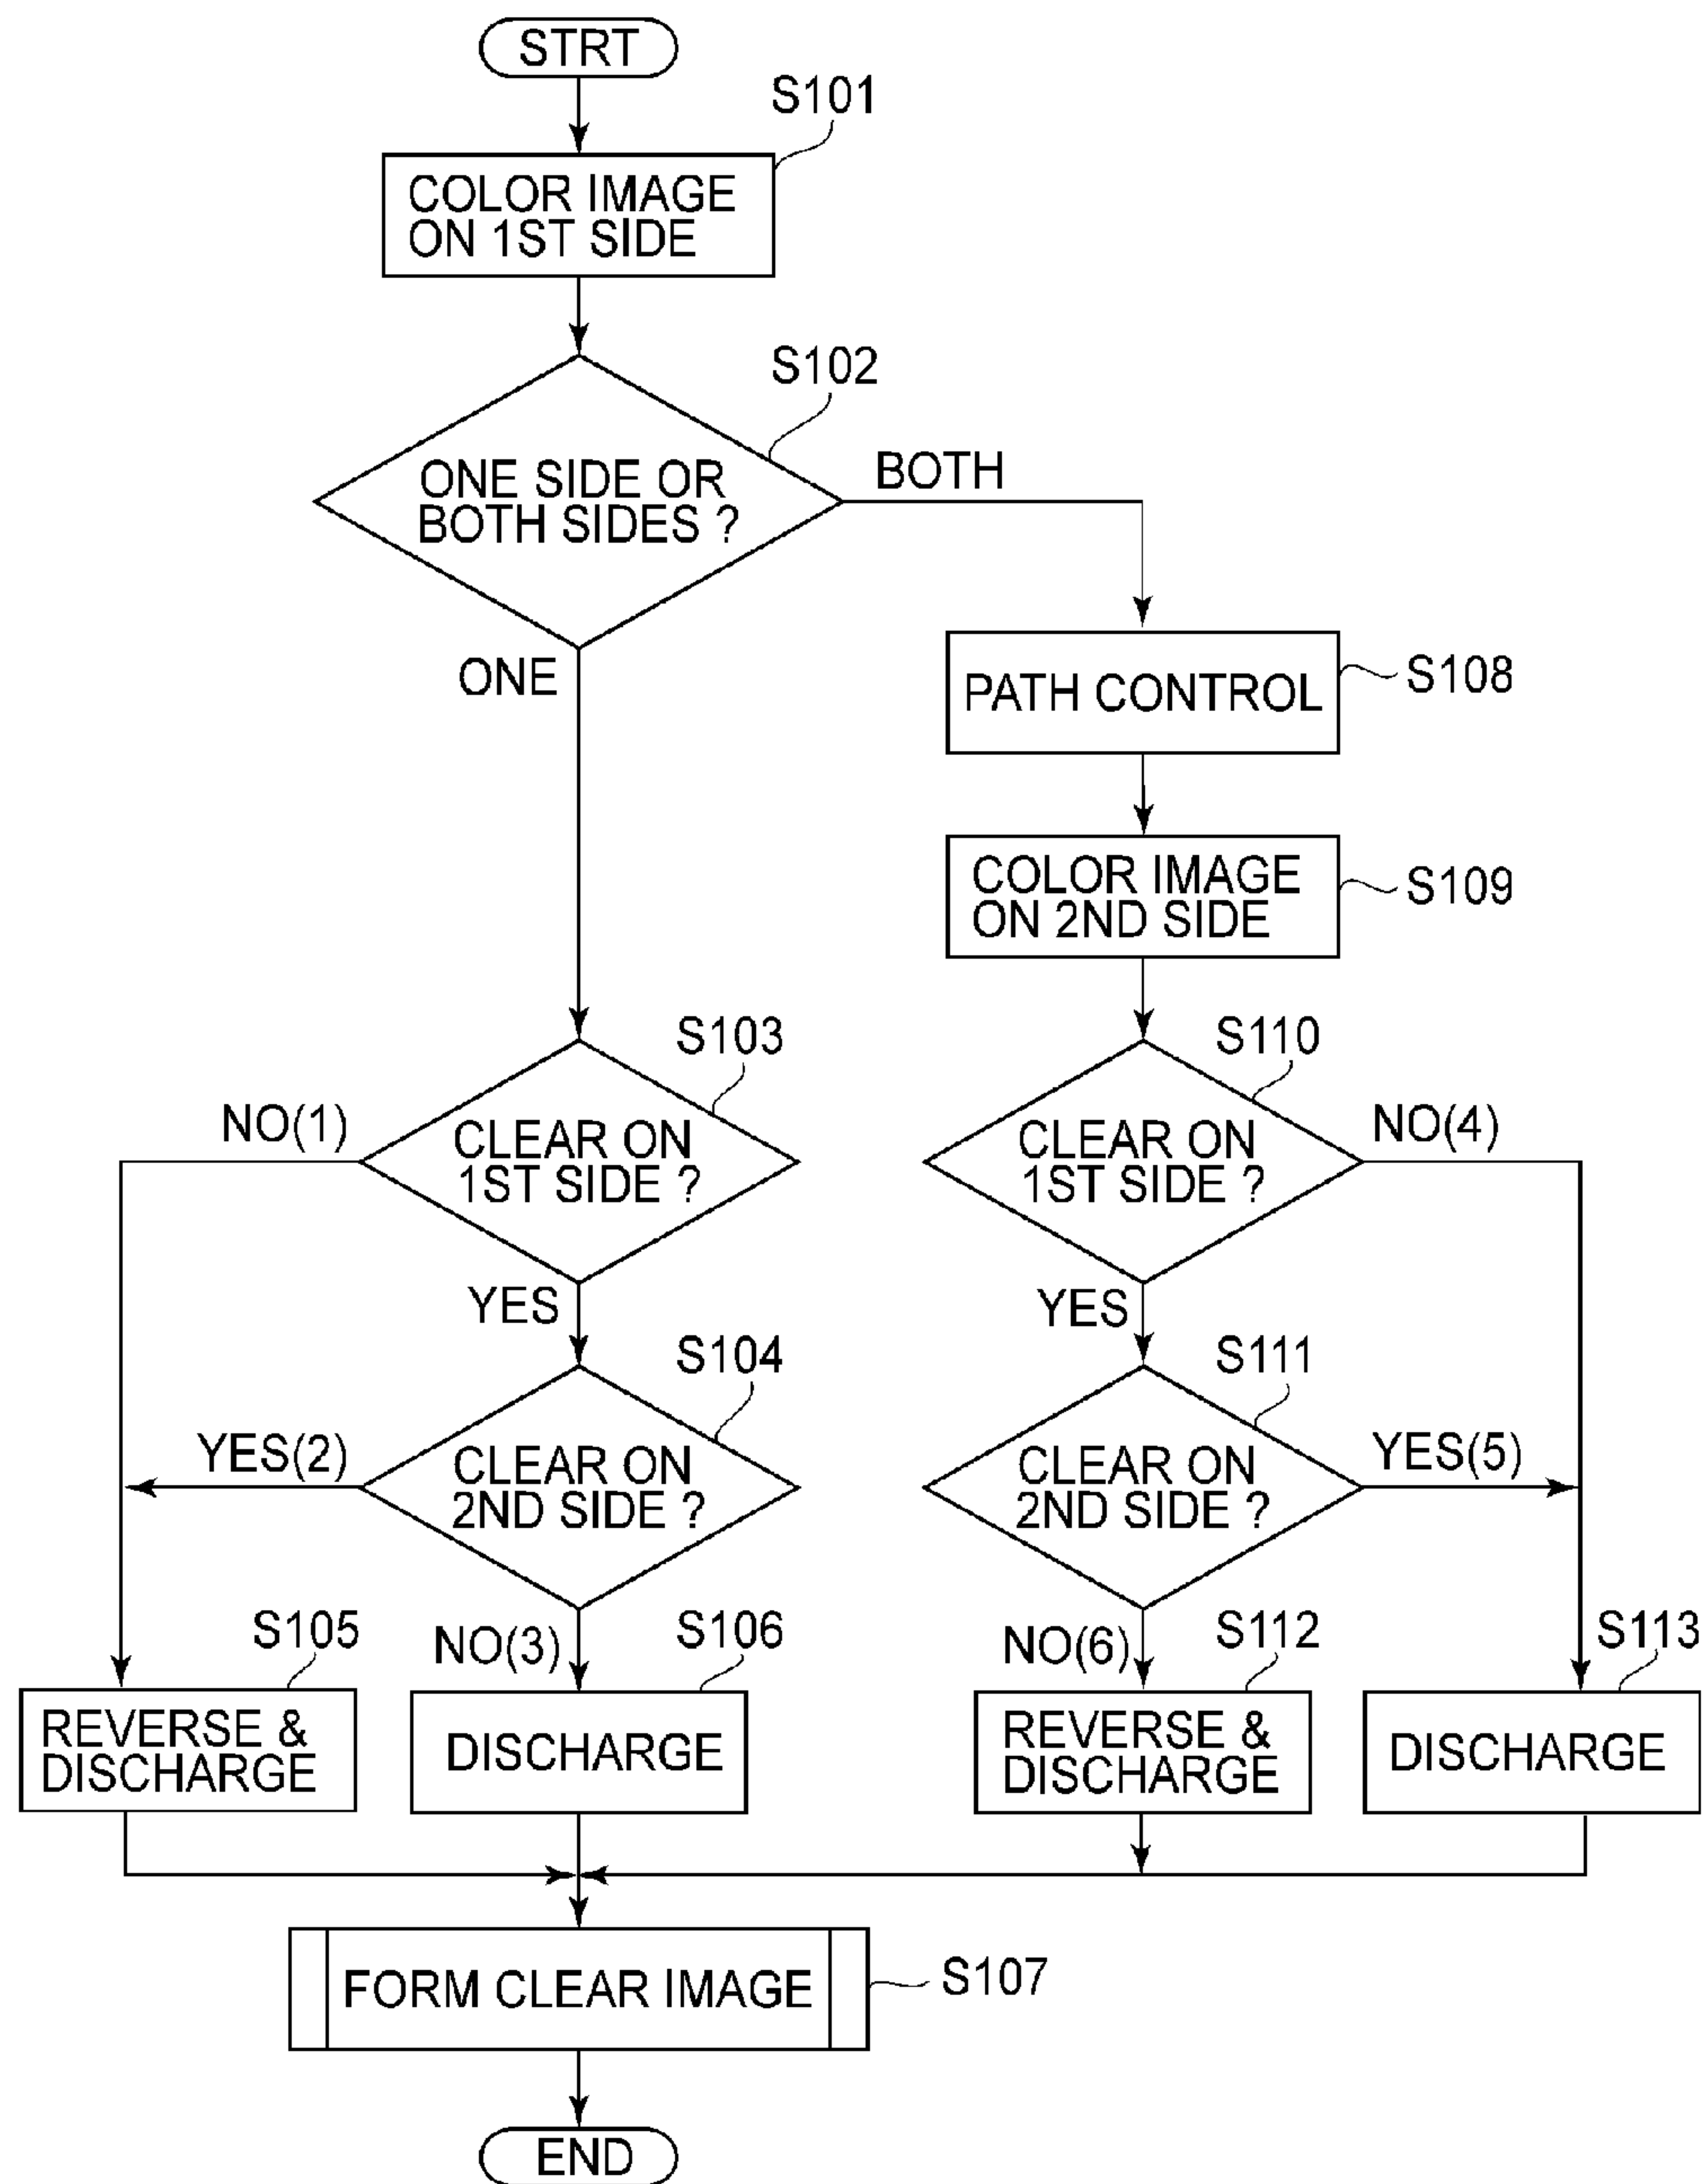 STRT
S101
COLOR IMAGE
ON 1ST SIDE
S102
ONE SIDE OR
BOTH SIDES ?
BOTH
ONE
PATH CONTROL
S108
COLOR IMAGE
ON 2ND SIDE
S109
S103
S110
NO(1)
CLEAR ON
1ST SIDE ?
CLEAR ON
1ST SIDE ?
NO(4)
YES
YES
S104
S111
YES(2)
CLEAR ON
2ND SIDE ?
CLEAR ON
2ND SIDE ?
YES(5)
S105
NO(3)
S106
NO(6)
S112
S113
REVERSE &
DISCHARGE
DISCHARGE
REVERSE &
DISCHARGE
DISCHARGE
FORM CLEAR IMAGE
S107
END